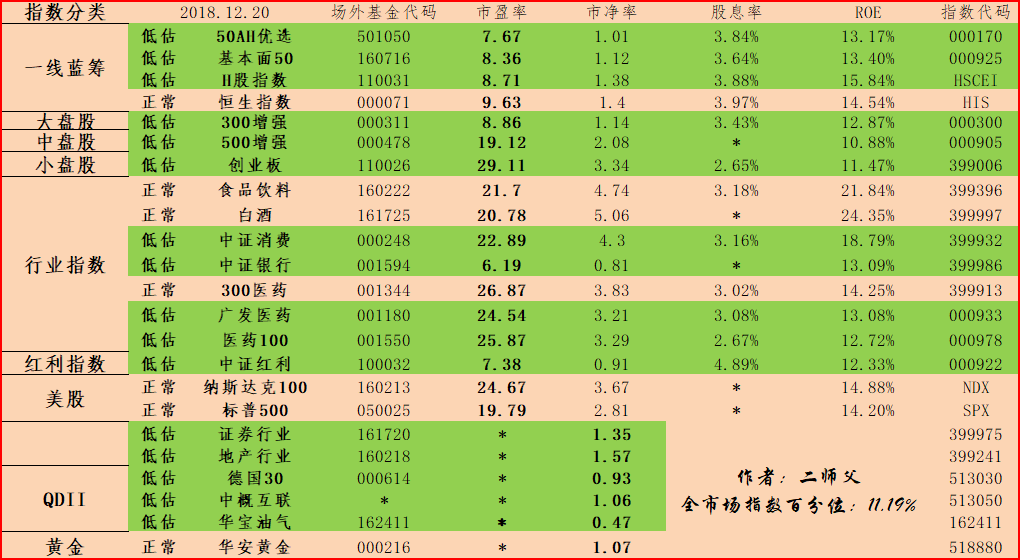 指数分类 2018.12.20 场外基金代码 市盈率 市净率 股息率 ROE 指数代码
一线蓝筹
低估 50AH优选 501050 7.67 1.01 3.84% 13.17% 000170
低估 基本面50 160716 8.36 1.12 3.64% 13.40% 000925
低估 H股指数 110031 8.71 1.38 3.88% 15.84% HSCEI
正常 恒生指数 000071 9.63 1.4 3.97% 14.54% HIS
大盘股 低估 300增强 000311 8.86 1.14 3.43% 12.87% 000300
中盘股 低估 500增强 000478 19.12 2.08 * 10.88% 000905
小盘股 低估 创业板 110026 29.11 3.34 2.65% 11.47% 399006
行业指数
正常 食品饮料 160222 21.7 4.74 3.18% 21.84% 399396
正常 白酒 161725 20.78 5.06 * 24.35% 399997
低估 中证消费 000248 22.89 4.3 3.16% 18.79% 399932
低估 中证银行 001594 6.19 0.81 * 13.09% 399986
正常 300医药 001344 26.87 3.83 3.02% 14.25% 399913
低估 广发医药 001180 24.54 3.21 3.08% 13.08% 000933
低估 医药100 001550 25.87 3.29 2.67% 12.72% 000978
红利指数 低估 中证红利 100032 7.38 0.91 4.89% 12.33% 000922
美股
正常 纳斯达克100 160213 24.67 3.67 * 14.88% NDX
正常 标普500 050025 19.79 2.81 * 14.20% SPX
低估 证券行业 161720 * 1.35 399975
低估 地产行业 160218 * 1.57 399241
QDII
低估 德国30 000614 * 0.93 513030
低估 中概互联 * * 1.06 513050
低估 华宝油气 162411 * 0.47 162411
作者：二师父
全市场指数百分位：11.19%
黄金 正常 华安黄金 000216 * 1.07 518880